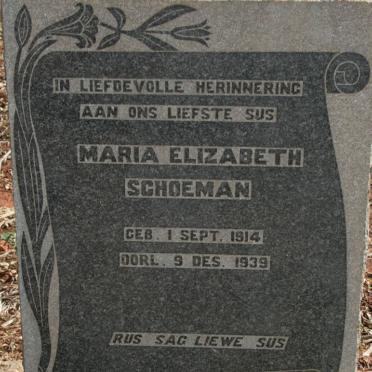 IN LIEFDEVOLLE HERINNERING
AAN ONS LIEFSTE SUS
MARIA ELIZABETH
SCHOEMAN
GEB. 1 SEPT. 1914
OORL. 9 DES. 1939
RUS SAG LIEWE SUS